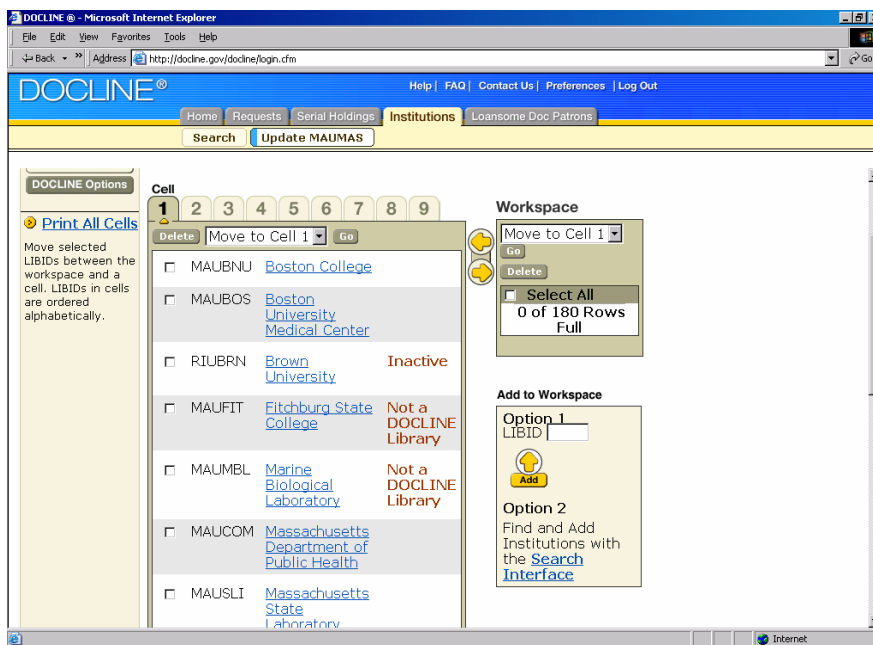 DOCLINE ® - Microsoft Internet Explorer
File Edit View Favorites Tools Help
Back » Address http://docline.gov/docline/login.cfm Go
DOCLINE®
Help | FAQ | Contact Us | Preferences | Log Out
Home Requests Serial Holdings Institutions Loansome Doc Patrons
Search Update MAUMAS
DOCLINE Options
Print All Cells
Move selected
LIBIDs between the
workspace and a
cell. LIBIDs in cells
are ordered
alphabetically.
Cell
1 2 3 4 5 6 7 8 9
Delete Move to Cell 1 Go
MAUBNU Boston College
MAUBOS Boston
University
Medical Center
RIUBRN Brown Inactive
University
MAUFIT Fitchburg State Not a
College DOCLINE
Library
MAUMBL Marine Not a
Biological DOCLINE
Laboratory Library
MAUCOM Massachusetts
Department of
Public Health
MAUSLI Massachusetts
State
Laboratory
Workspace
Move to Cell 1
Go
Delete
Select All
0 of 180 Rows
Full
Add to Workspace
Option 1
LIBID
Add
Option 2
Find and Add
Institutions with
the Search
Interface
Internet